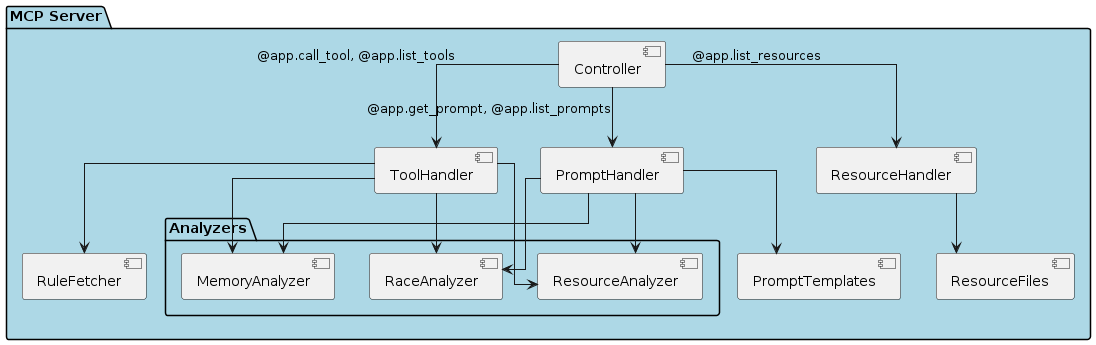 MCP Server
@app.call_tool, @app.list_tools
Controller
@app.list_resources
@app.get_prompt, @app.list_prompts
ToolHandler
PromptHandler
ResourceHandler
Analyzers
RuleFetcher
MemoryAnalyzer
RaceAnalyzer
ResourceAnalyzer
PromptTemplates
ResourceFiles